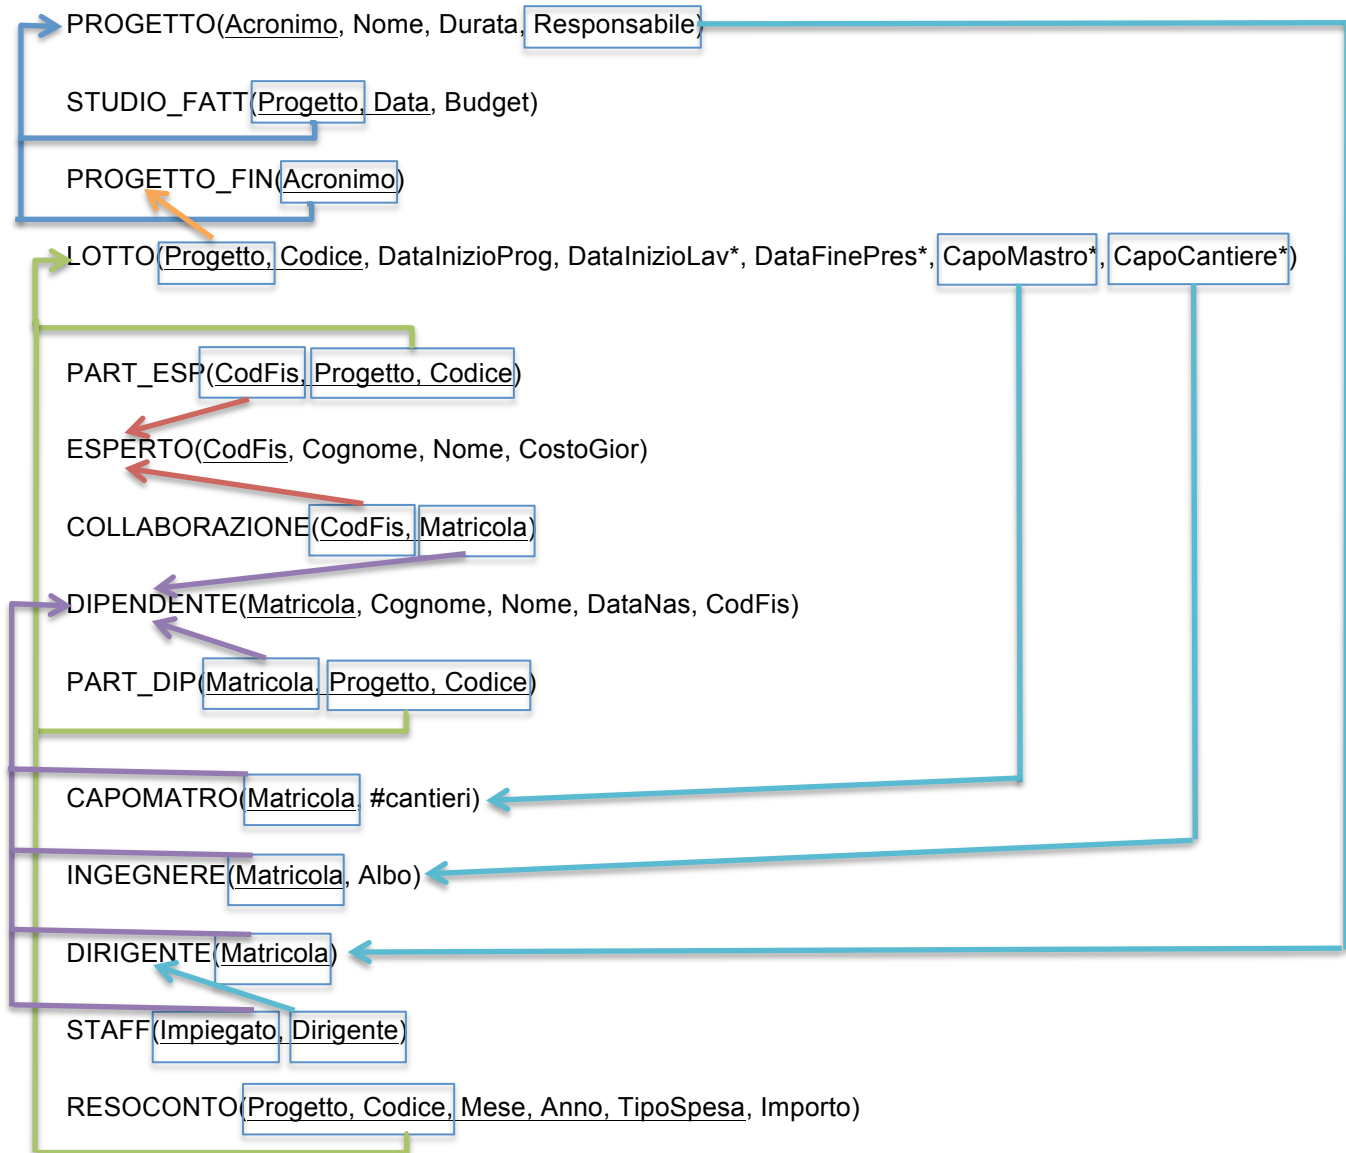 PROGETTO(Acronimo, Nome, Durata, Responsabile)
STUDIO_FATT(Progetto, Data, Budget)
PROGETTO_FIN(Acronimo)
LOTTO(Progetto, Codice, DataInizioProg, DataInizioLav*, DataFinePres*, CapoMastro*, CapoCantiere*)
PART_ESP(CodFis, Progetto, Codice)
ESPERTO(CodFis, Cognome, Nome, CostoGior)
COLLABORAZIONE(CodFis, Matricola)
DIPENDENTE(Matricola, Cognome, Nome, DataNas, CodFis)
PART_DIP(Matricola, Progetto, Codice)
CAPOMATRO(Matricola, #cantieri)
INGEGNERE(Matricola, Albo)
DIRIGENTE(Matricola)
STAFF(Impiegato, Dirigente)
RESOCONTO(Progetto, Codice, Mese, Anno, TipoSpesa, Importo)